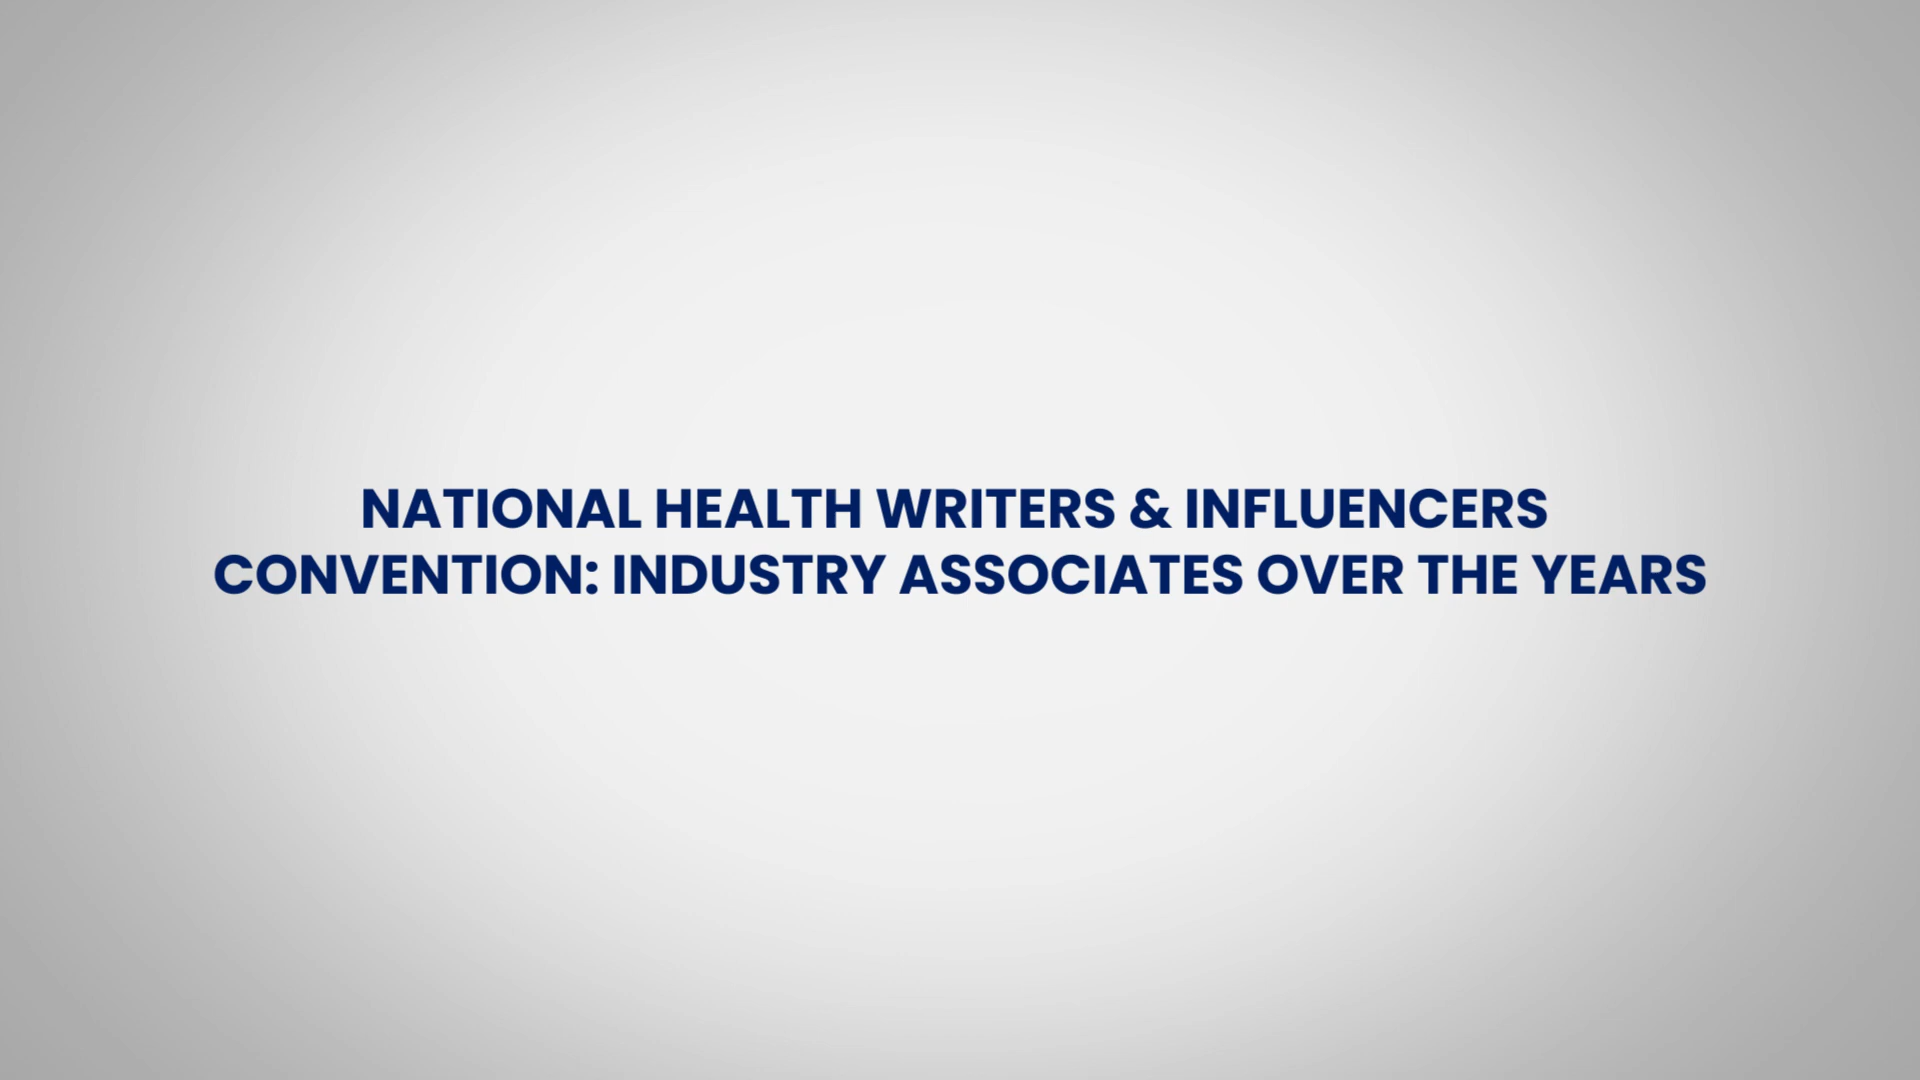 NATIONAL HEALTH WRITERS & INFLUENCERS
CONVENTION: INDUSTRY ASSOCIATES OVER THE YEARS